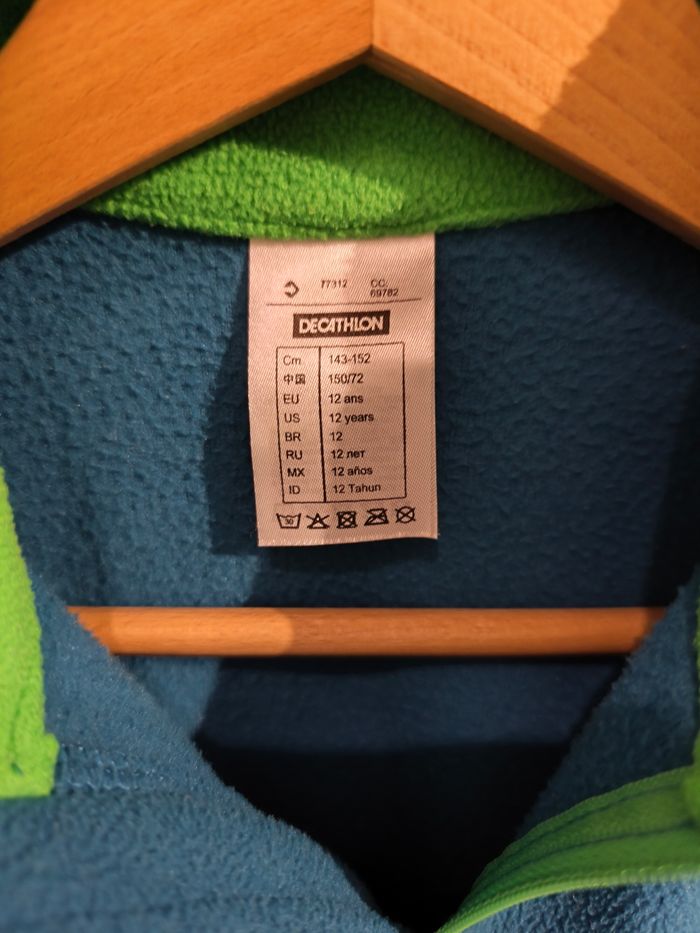 77312 CC.
69782
DECATHLON
Cm 143-152
中国 150/72
EU 12 ans
US 12 years
BR 12
RU 12 лет
MX 12 años
ID 12 Tahun
30